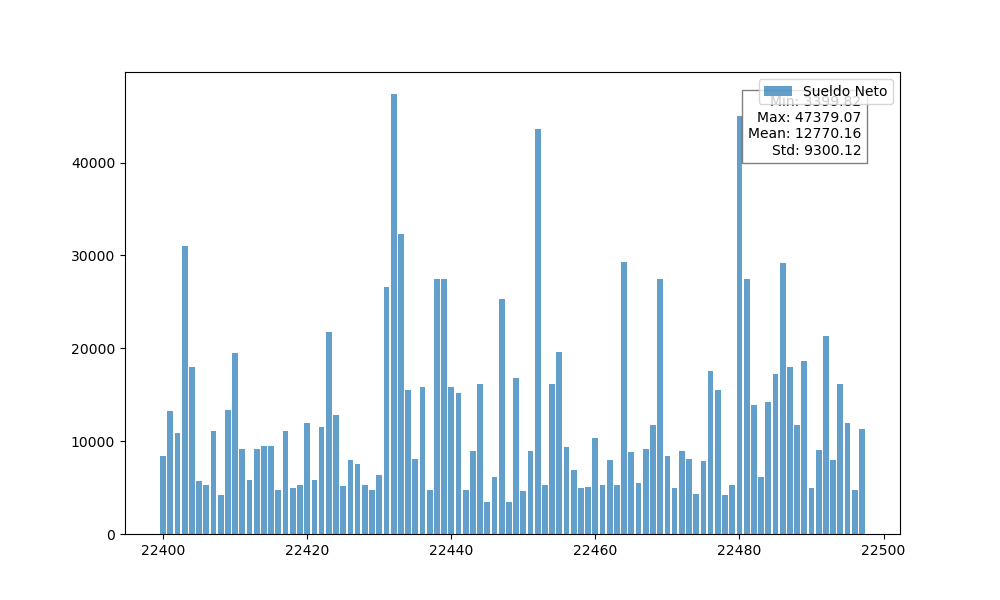 Sueldo Neto
Min: 3399.82
Max: 47379.07
Mean: 12770.16
Std: 9300.12
40000
30000
20000
10000
0
22400 22420 22440 22460 22480 22500